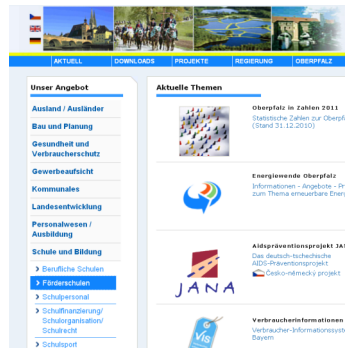 AKTUELL DOWNLOADS PROJEKTE REGIERUNG OBERPFALZ
Unser Angebot
Ausland / Ausländer
Bau und Planung
Gesundheit und
Verbraucherschutz
Gewerbeaufsicht
Kommunales
Landesentwicklung
Personalwesen /
Ausbildung
Schule und Bildung
Berufliche Schulen
Förderschulen
Schulpersonal
Schulfinanzierung/
Schulorganisation/
Schulrecht
Schulsport
Aktuelle Themen
Oberpfalz in Zahlen 2011
Statistische Zahlen zur Oberpf
(Stand 31.12.2010)
Energiewende Oberpfalz
Informationen - Angebote - Pr
zum Thema erneuerbare Ener
JANA
Aidspräventionsprojekt JA
Das deutsch-tschechische
AIDS-Präventionsprojekt
Česko-německý projekt
VIS
Verbraucherinformationen
Verbraucher-Informationssyst
Bayern